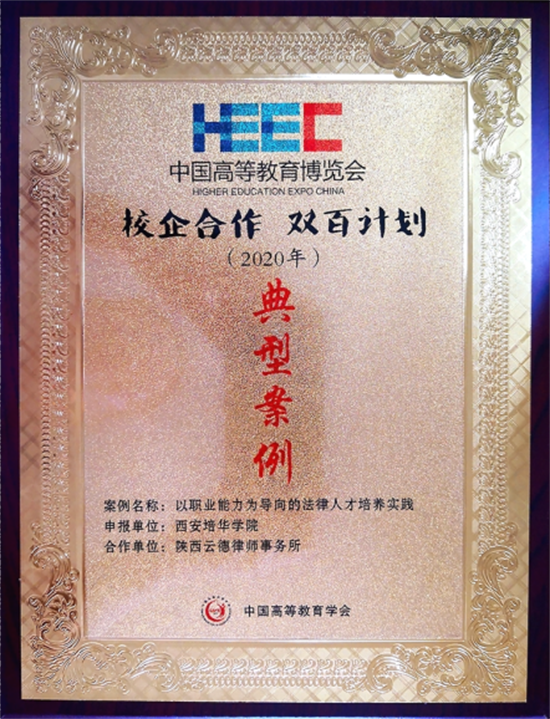 HEEC
中国高等教育博览会
HIGHER EDUCATION EXPO CHINA
校企合作 双百计划
（2020年）
典型案例
案例名称：以职业能力为导向的法律人才培养实践
申报单位：西安培华学院
合作单位：陕西云德律师事务所
中国高等教育学会